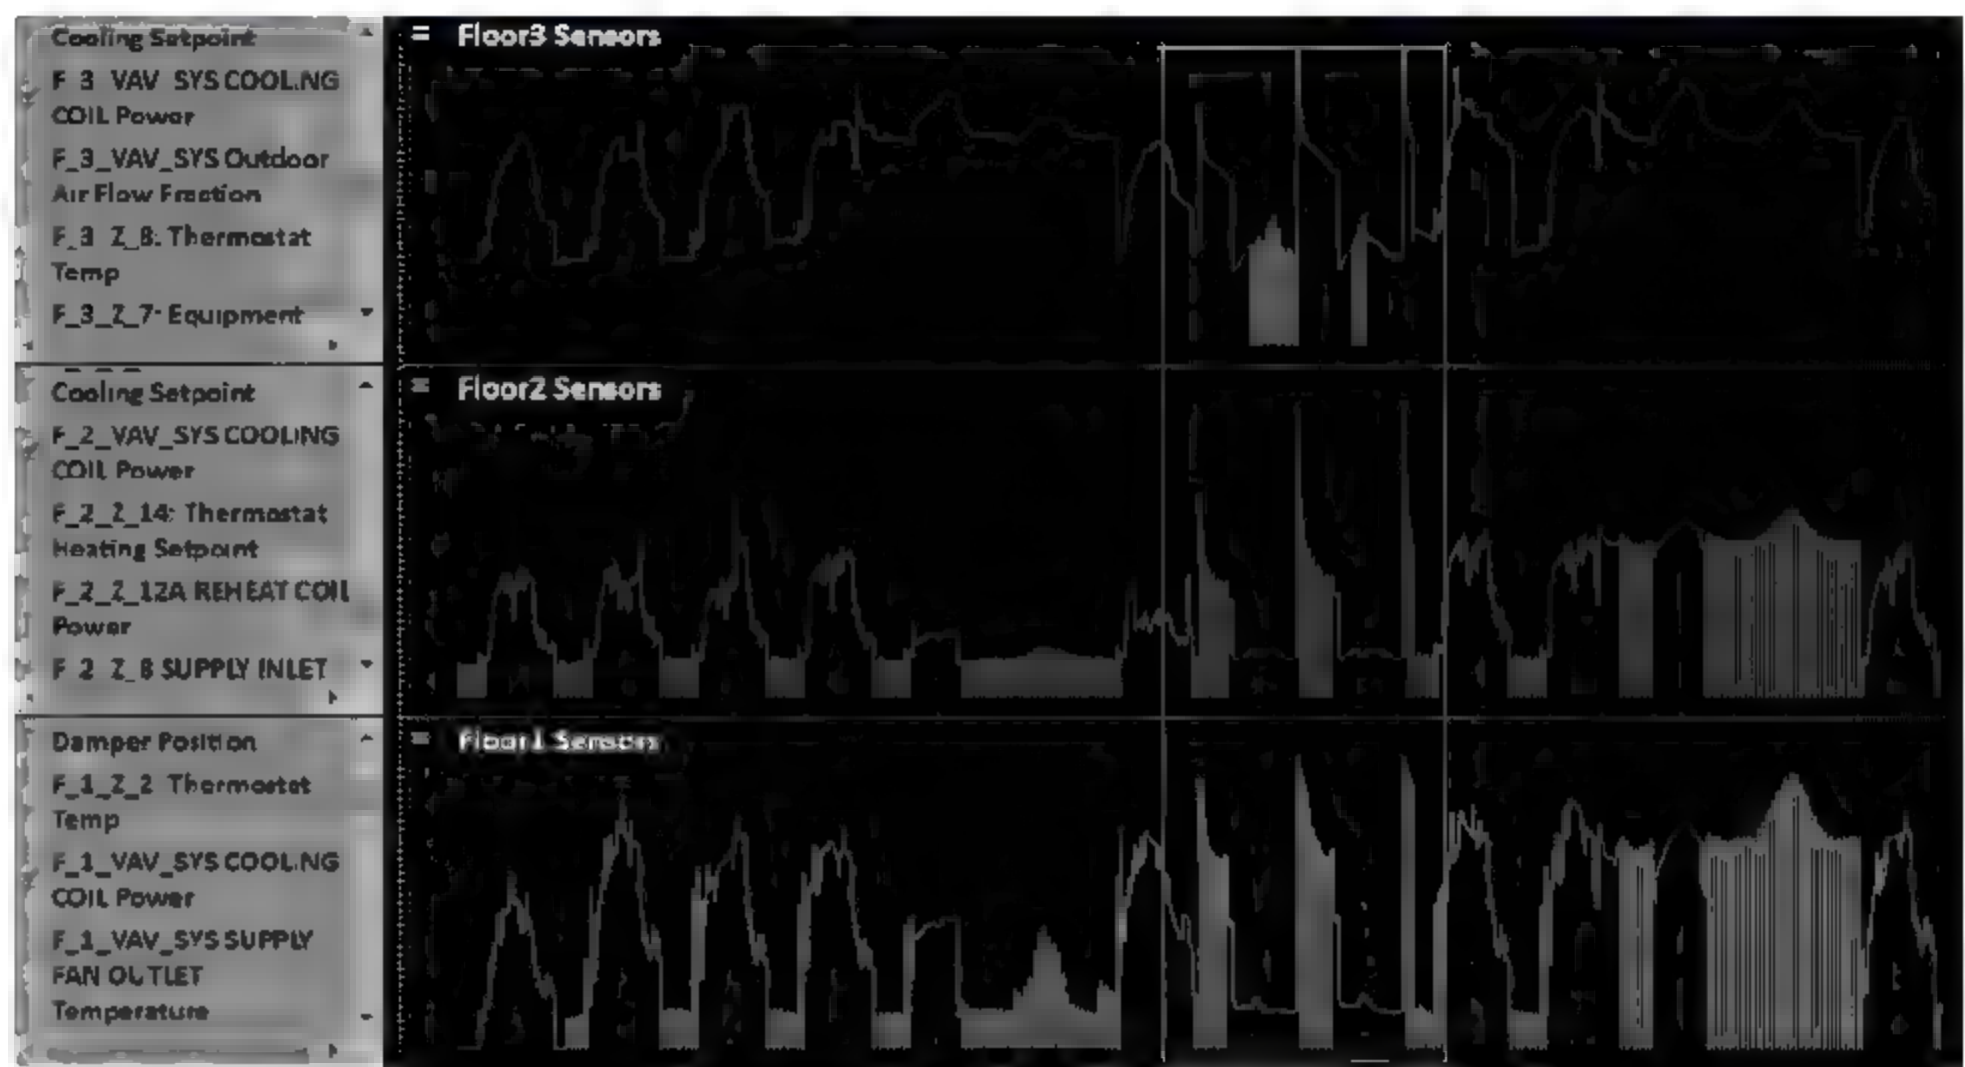 Cooling Setpoint
F_3_VAV_SYS COOLING
COIL Power
F_3_VAV_SYS Outdoor
Air Flow Fraction
F_3_Z_8: Thermostat
Temp
F_3_Z_7: Equipment
Floor3 Sensors
Cooling Setpoint
F_2_VAV_SYS COOLING
COIL Power
F_2_Z_14: Thermostat
Heating Setpoint
F_2_Z_12A REHEAT COIL
Power
F_2_Z_8 SUPPLY INLET
Floor2 Sensors
Damper Position
F_1_Z_2 Thermostat
Temp
F_1_VAV_SYS COOLING
COIL Power
F_1_VAV_SYS SUPPLY
FAN OUTLET
Temperature
Floor1 Sensors